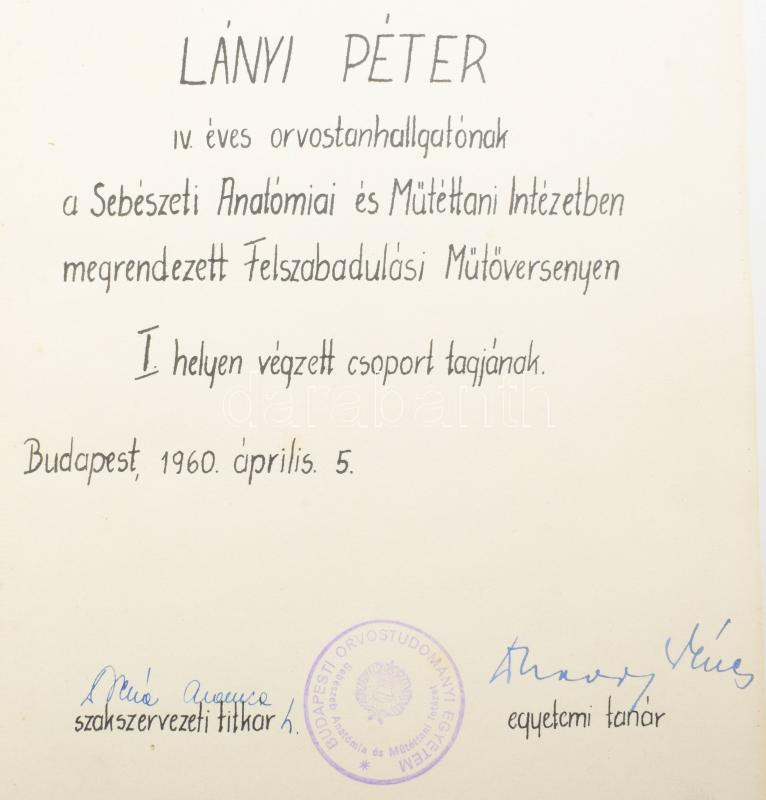 LÁNYI PÉTER
IV. éves orvostanhallgatónak
a Sebészeti Anatómiai és Műtéttani Intézetben
megrendezett Felszabadulási Műtőversenyen
I. helyen végzett csoport tagjának.
darabanth
Budapest, 1960. április. 5.
BUDAPESTI ORVOSTUDOMÁNYI EGYETEM
Anatómia és Műtéttani Intézet
szakszervezeti titkár h.
egyetemi tanár